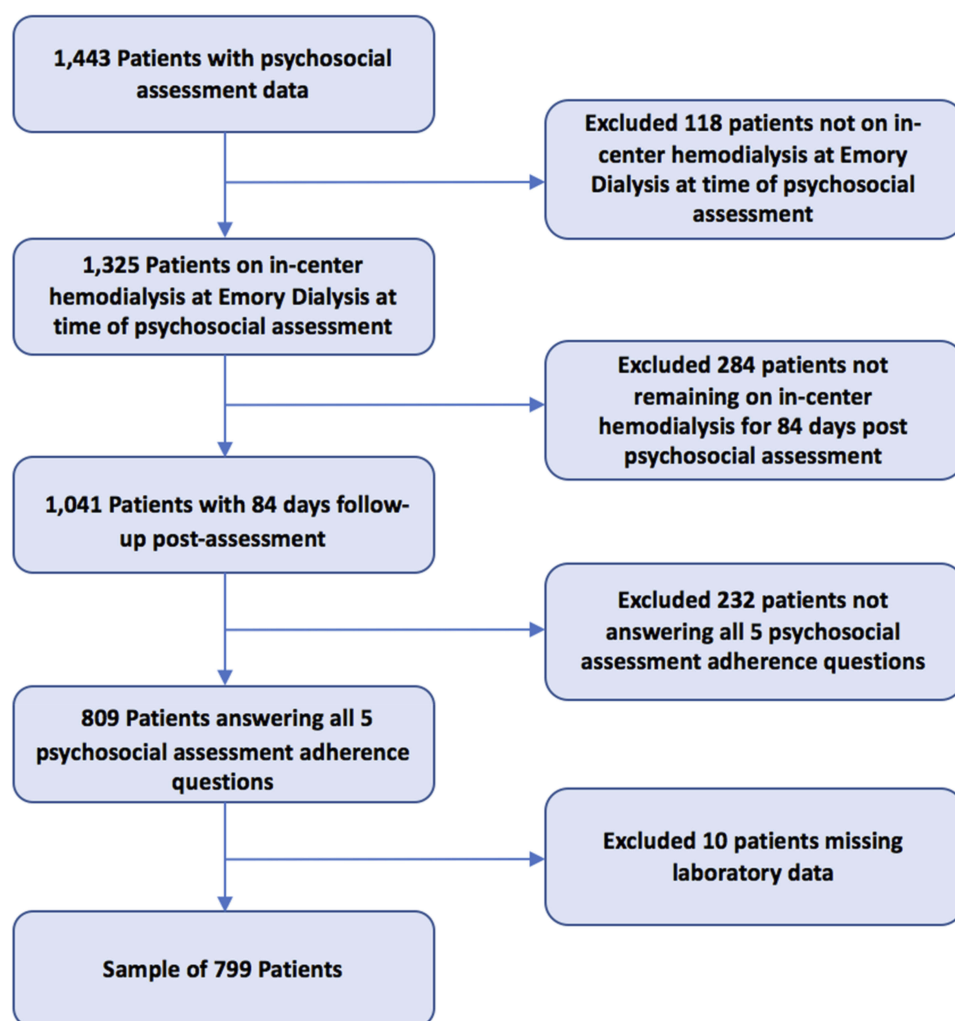 1,443 Patients with psychosocial
assessment data
Excluded 118 patients not on in-
center hemodialysis at Emory
Dialysis at time of psychosocial
assessment
1,325 Patients on in-center
hemodialysis at Emory Dialysis at
time of psychosocial assessment
Excluded 284 patients not
remaining on in-center
hemodialysis for 84 days post
psychosocial assessment
1,041 Patients with 84 days follow-
up post-assessment
Excluded 232 patients not
answering all 5 psychosocial
assessment adherence questions
809 Patients answering all 5
psychosocial assessment adherence
questions
Excluded 10 patients missing
laboratory data
Sample of 799 Patients